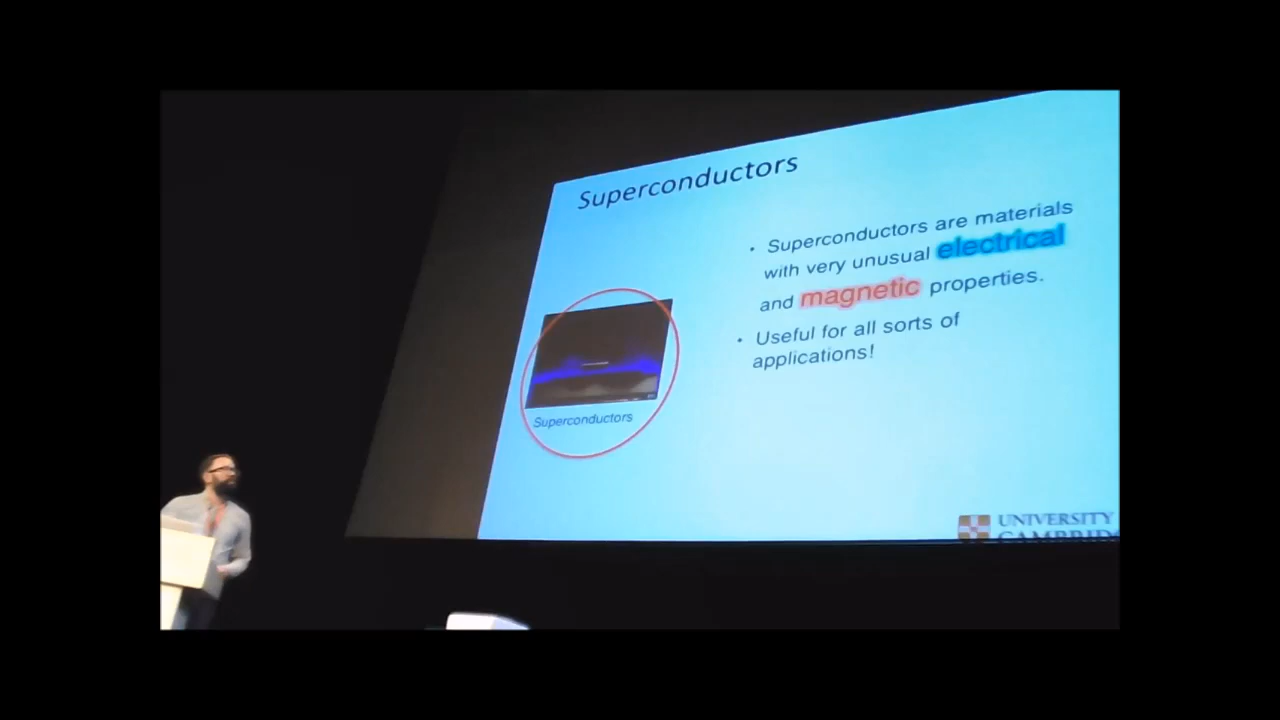 Superconductors
• Superconductors are materials
with very unusual electrical
and magnetic properties.
• Useful for all sorts of
applications!
Superconductors
UNIVERSITY